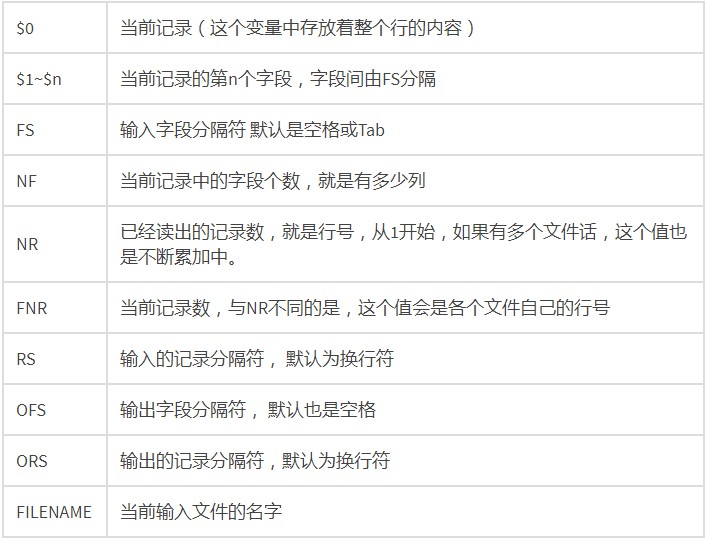 $0 当前记录（这个变量中存放着整个行的内容）
$1~$n 当前记录的第n个字段，字段间由FS分隔
FS 输入字段分隔符 默认是空格或Tab
NF 当前记录中的字段个数，就是有多少列
NR 已经读出的记录数，就是行号，从1开始，如果有多个文件话，这个值也
是不断累加中。
FNR 当前记录数，与NR不同的是，这个值会是各个文件自己的行号
RS 输入的记录分隔符， 默认为换行符
OFS 输出字段分隔符， 默认也是空格
ORS 输出的记录分隔符，默认为换行符
FILENAME 当前输入文件的名字